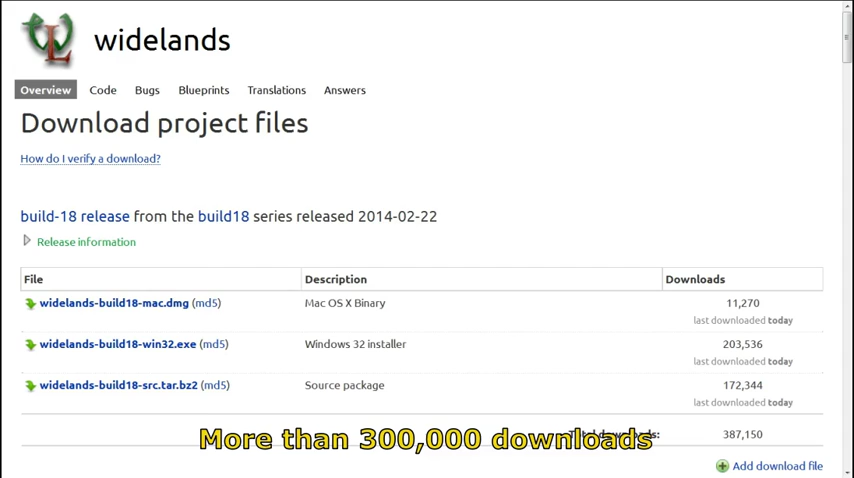 widelands
Overview Code Bugs Blueprints Translations Answers
Download project files
How do I verify a download?
build-18 release from the build18 series released 2014-02-22
Release information
File Description Downloads
widelands-build18-mac.dmg (md5) Mac OS X Binary 11,270
last downloaded today
widelands-build18-win32.exe (md5) Windows 32 installer 203,536
last downloaded today
widelands-build18-src.tar.bz2 (md5) Source package 172,344
last downloaded today
Total downloads: 387,150
More than 300,000 downloads
Add download file